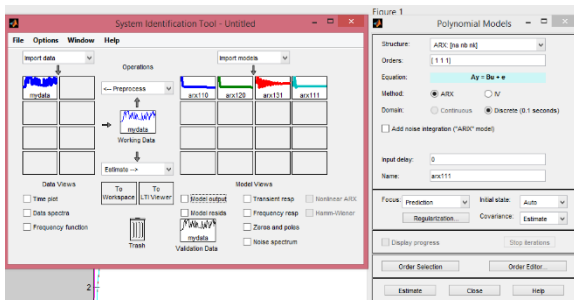 Figure 1
System Identification Tool - Untitled
File Options Window Help
Import data
Operations
Import models
<-- Preprocess
mydata
arx110
arx120
arx131
arx111
mydata
Working Data
Estimate -->
Data Views
To Workspace
To LTI Viewer
Model Views
Time plot
Data spectra
Frequency function
Model output
Model resids
Transient resp
Frequency resp
Zeros and poles
Noise spectrum
Nonlinear ARX
Hamm-Wiener
Trash
mydata
Validation Data
2
Polynomial Models
Structure: ARX: [na nb nk]
Orders: [ 1 1 1]
Equation: Ay = Bu + e
Method: ARX IV
Domain: Continuous Discrete (0.1 seconds)
Add noise integration ("ARIX" model)
Input delay: 0
Name: arx111
Focus: Prediction Initial state: Auto
Regularization... Covariance: Estimate
Display progress Stop iterations
Order Selection Order Editor...
Estimate Close Help